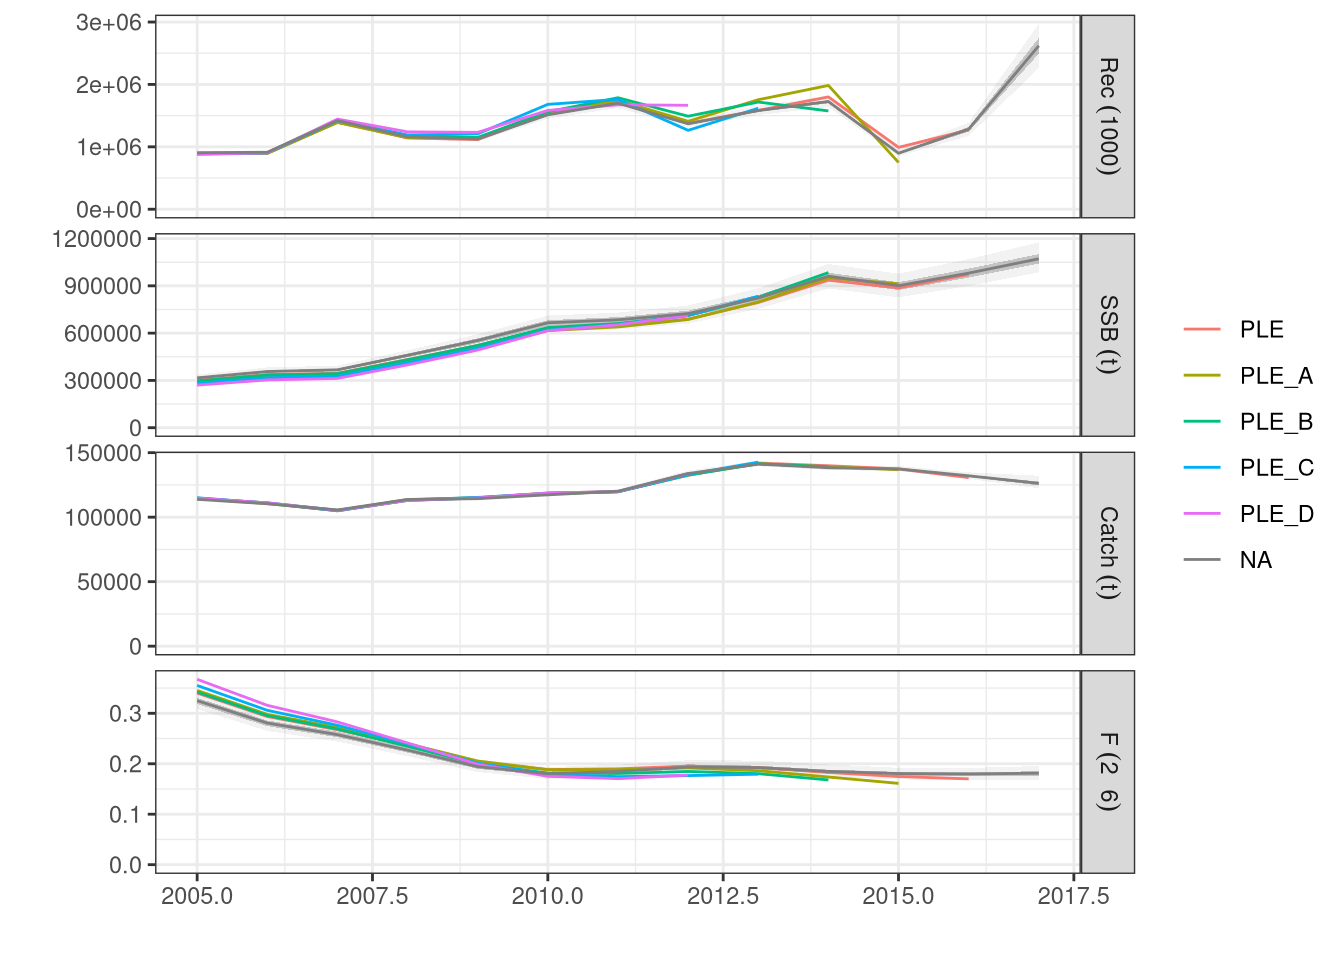 3e+06
2e+06
1e+06
0e+00
Rec (1000)
1200000
900000
600000
300000
0
SSB (t)
150000
100000
50000
0
Catch (t)
0.3
0.2
0.1
0.0
F (2 6)
2005.0 2007.5 2010.0 2012.5 2015.0 2017.5
PLE
PLE_A
PLE_B
PLE_C
PLE_D
NA